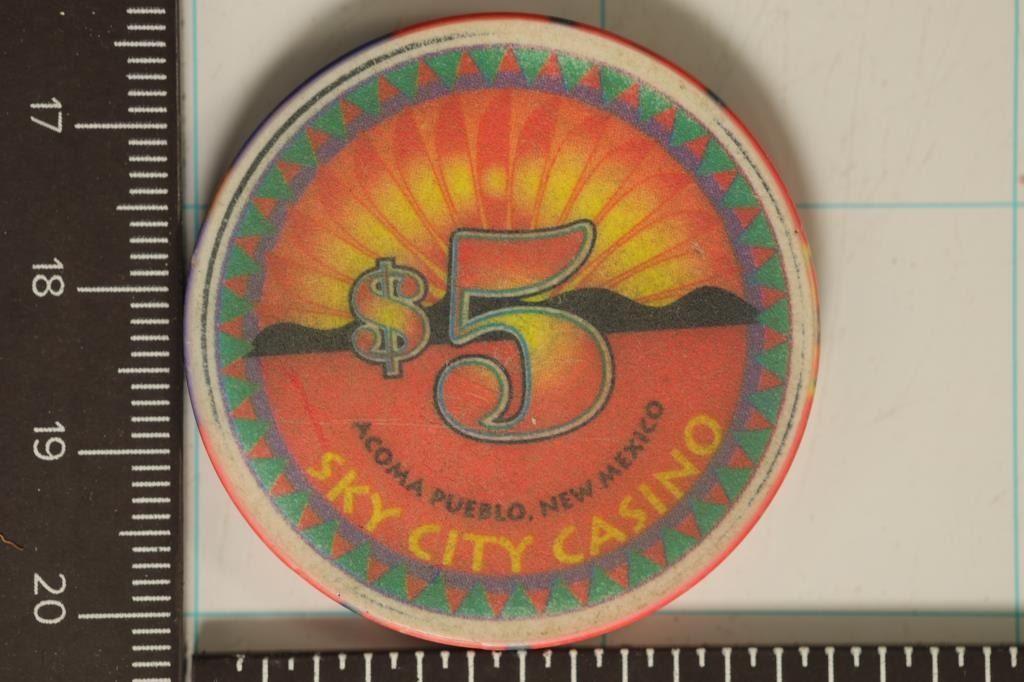 17
18
19
20
$5
ACOMA PUEBLO, NEW MEXICO
SKY CITY CASINO